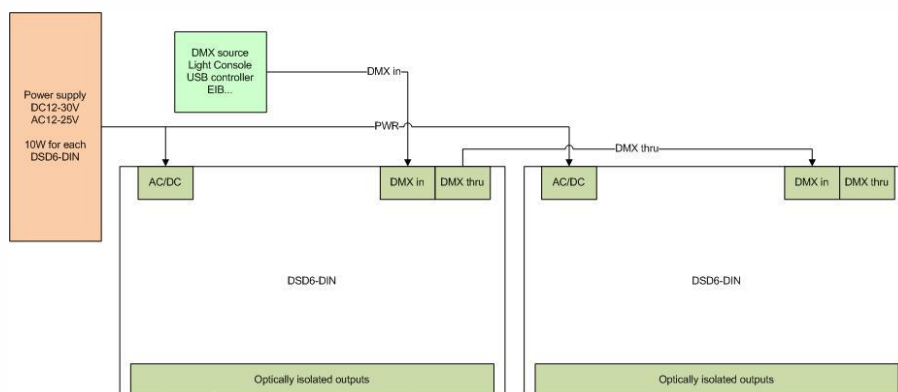 DMX source
Light Console
USB controller
EIB...
DMX in
Power supply
DC12-30V
AC12-25V
10W for each
DSD6-DIN
PWR
DMX thru
AC/DC
DMX in
DMX thru
AC/DC
DMX in
DMX thru
DSD6-DIN
DSD6-DIN
Optically isolated outputs
Optically isolated outputs